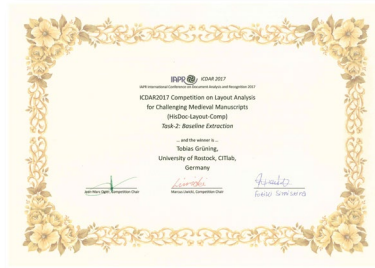 IAPR ICDAR 2017
IAPR International Conference on Document Analysis and Recognition 2017
ICDAR2017 Competition on Layout Analysis
for Challenging Medieval Manuscripts
(HisDoc-Layout-Comp)
Task-2: Baseline Extraction
... and the winner is ...
Tobias Grüning,
University of Rostock, CITlab,
Germany
Competition Chair
Marcus Liwicki, Competition Chair